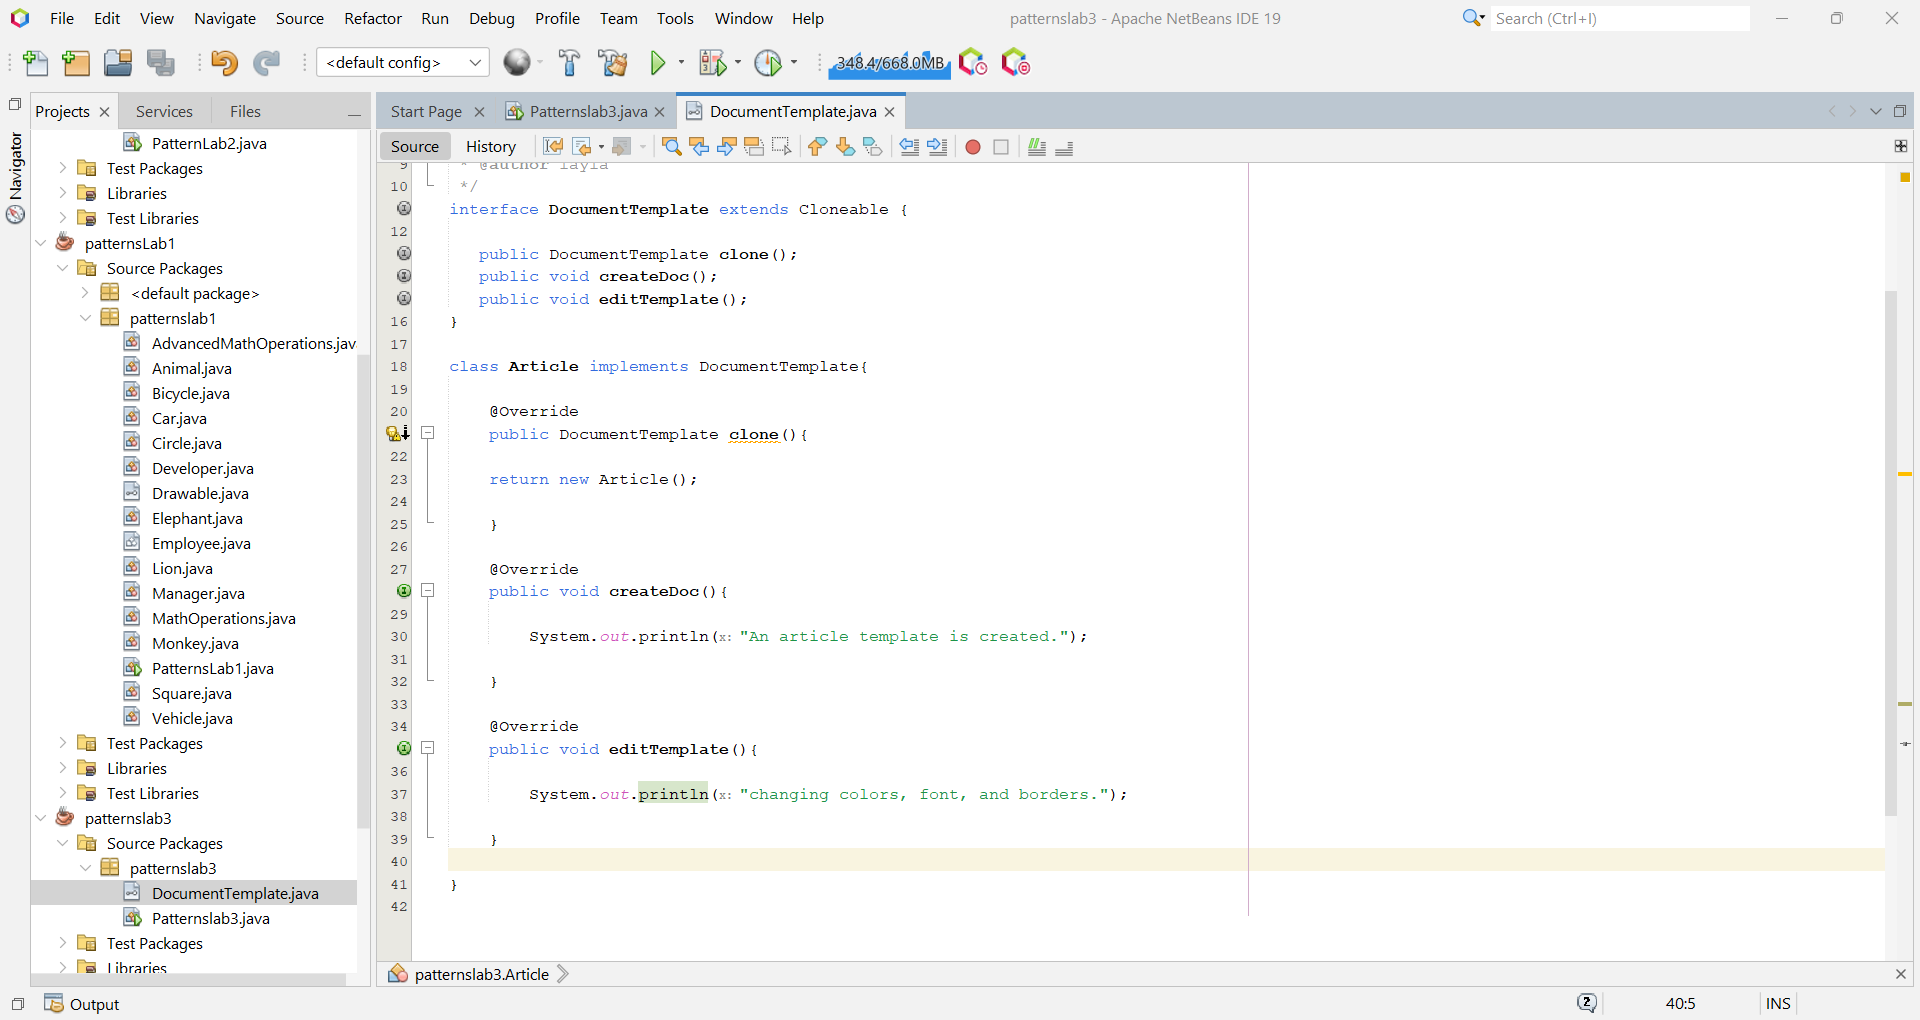 File Edit View Navigate Source Refactor Run Debug Profile Team Tools Window Help
patternslab3 - Apache NetBeans IDE 19
Search (Ctrl+I)
<default config>
348.4/668.0MB
Projects
Services
Files
Start Page
Patternslab3.java
DocumentTemplate.java
Source
History
Navigator
PatternLab2.java
Test Packages
Libraries
Test Libraries
patternsLab1
Source Packages
<default package>
patternslab1
AdvancedMathOperations.jav
Animal.java
Bicycle.java
Car.java
Circle.java
Developer.java
Drawable.java
Elephant.java
Employee.java
Lion.java
Manager.java
MathOperations.java
Monkey.java
PatternsLab1.java
Square.java
Vehicle.java
Test Packages
Libraries
Test Libraries
patternslab3
Source Packages
patternslab3
DocumentTemplate.java
Patternslab3.java
Test Packages
Libraries
9 * @author layla
10 */
interface DocumentTemplate extends Cloneable {
12
public DocumentTemplate clone();
public void createDoc();
public void editTemplate();
16 }
17
18 class Article implements DocumentTemplate{
19
20 @Override
public DocumentTemplate clone(){
22
23 return new Article();
24
25 }
26
27 @Override
public void createDoc(){
29
30 System.out.println(x: "An article template is created.");
31
32 }
33
34 @Override
public void editTemplate(){
36
37 System.out.println(x: "changing colors, font, and borders.");
38
39 }
40
41 }
42
patternslab3.Article
Output
2
40:5
INS